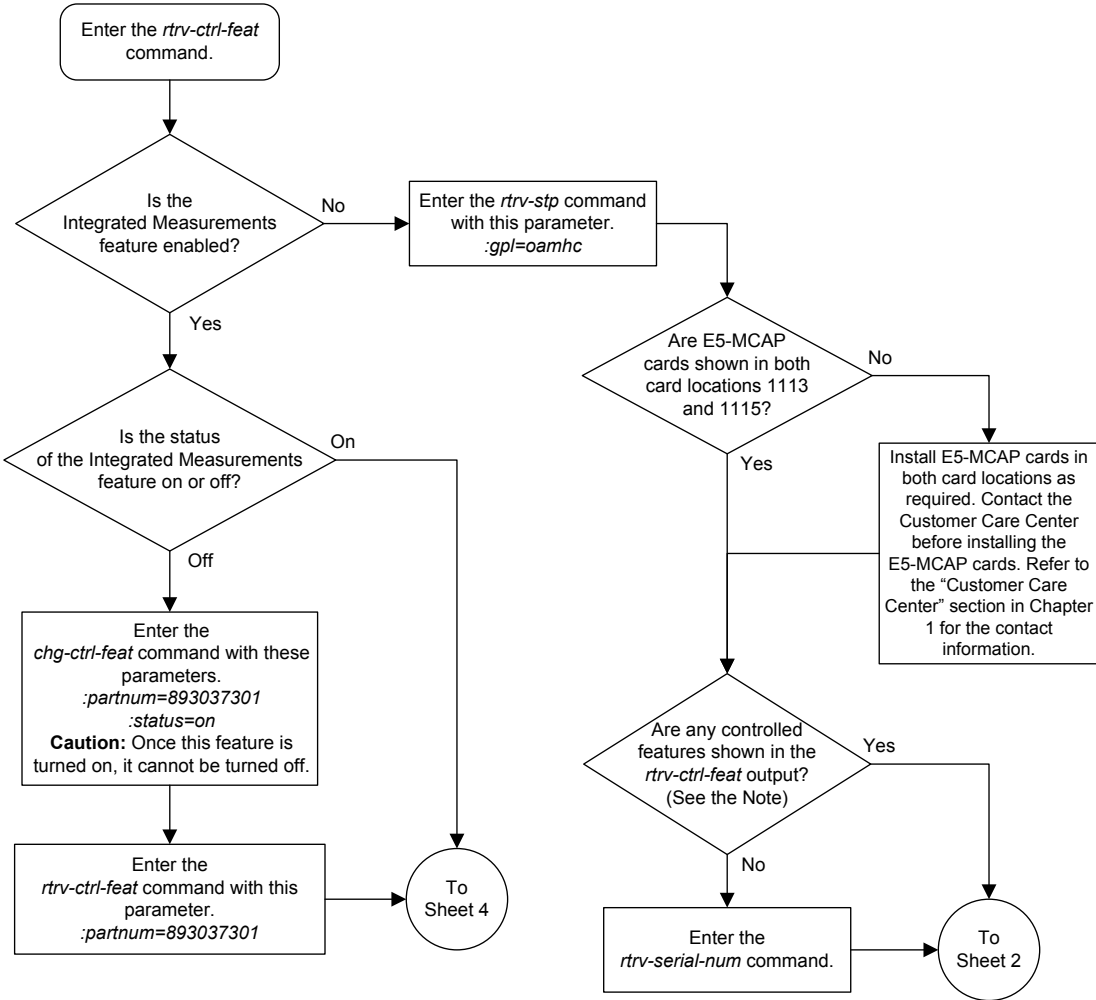 Enter the rtrv-ctrl-feat
command.
Is the
Integrated Measurements
feature enabled?
No
Yes
Enter the rtrv-stp command
with this parameter.
:gpl=oamhc
Are E5-MCAP
cards shown in both
card locations 1113
and 1115?
No
Yes
Install E5-MCAP cards in
both card locations as
required. Contact the
Customer Care Center
before installing the
E5-MCAP cards. Refer to
the “Customer Care
Center” section in Chapter
1 for the contact
information.
Is the status
of the Integrated Measurements
feature on or off?
On
Off
Enter the
chg-ctrl-feat command with these
parameters.
:partnum=893037301
:status=on
Caution: Once this feature is
turned on, it cannot be turned off.
Enter the
rtrv-ctrl-feat command with this
parameter.
:partnum=893037301
To
Sheet 4
Are any controlled
features shown in the
rtrv-ctrl-feat output?
(See the Note)
Yes
No
Enter the
rtrv-serial-num command.
To
Sheet 2